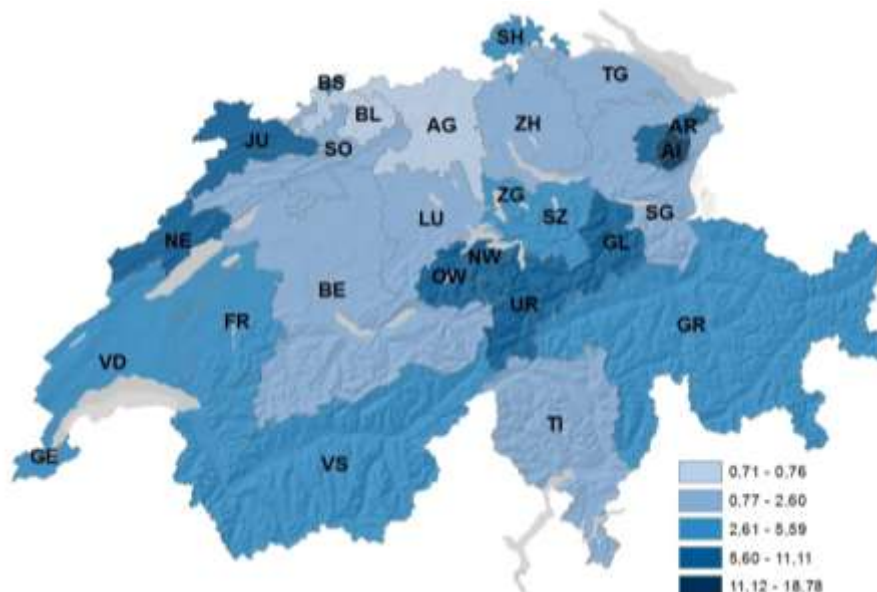 SH
TG
BS
BL
AG
ZH
AR
JU
SO
AI
ZG
LU
SZ
SG
NE
NW
GL
OW
BE
UR
FR
GR
VD
TI
GE
VS
0,71 - 0,76
0,77 - 2,60
2,61 - 5,59
5,60 - 11,11
11,12 - 18,78